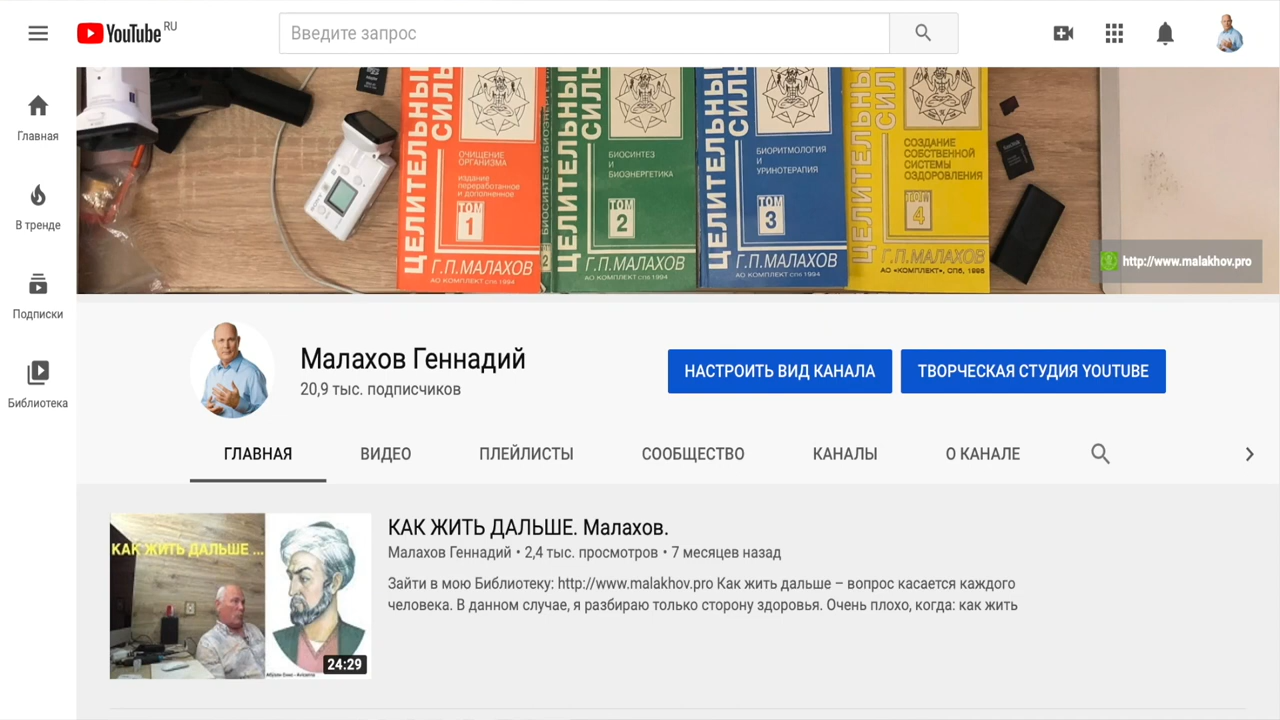 YouTube RU
Введите запрос
Главная
В тренде
Подписки
Библиотека
ЦЕЛИТЕЛЬНЫЕ
СИЛЫ
ОЧИЩЕНИЕ
ОРГАНИЗМА
издание
переработанное
и дополненное
ТОМ
1
Г.П.МАЛАХОВ
АО КОМПЛЕКТ СПб 1994
БИОСИНТЕЗ И БИОЭНЕРГЕТИКА
2
ЦЕЛИТЕЛЬНЫЕ
СИЛЫ
БИОСИНТЕЗ
И
БИОЭНЕРГЕТИКА
ТОМ
2
Г.П.МАЛАХОВ
АО КОМПЛЕКТ СПб 1994
ЦЕЛИТЕЛЬНЫЕ
СИЛЫ
БИОРИТМОЛОГИЯ
И
УРИНОТЕРАПИЯ
ТОМ
3
Г.П.МАЛАХОВ
АО КОМПЛЕКТ СПб 1994
ЦЕЛИТЕЛЬНЫЕ
СИЛЫ
СОЗДАНИЕ
СОБСТВЕННОЙ
СИСТЕМЫ
ОЗДОРОВЛЕНИЯ
ТОМ
4
Г.П.МАЛАХОВ
АО «КОМПЛЕКТ», СПб, 1995
http://www.malakhov.pro
Малахов Геннадий
20,9 тыс. подписчиков
НАСТРОИТЬ ВИД КАНАЛА
ТВОРЧЕСКАЯ СТУДИЯ YOUTUBE
ГЛАВНАЯ
ВИДЕО
ПЛЕЙЛИСТЫ
СООБЩЕСТВО
КАНАЛЫ
О КАНАЛЕ
КАК ЖИТЬ ДАЛЬШЕ ...
24:29
КАК ЖИТЬ ДАЛЬШЕ. Малахов.
Малахов Геннадий • 2,4 тыс. просмотров • 7 месяцев назад
Зайти в мою Библиотеку: http://www.malakhov.pro Как жить дальше – вопрос касается каждого
человека. В данном случае, я разбираю только сторону здоровья. Очень плохо, когда: как жить